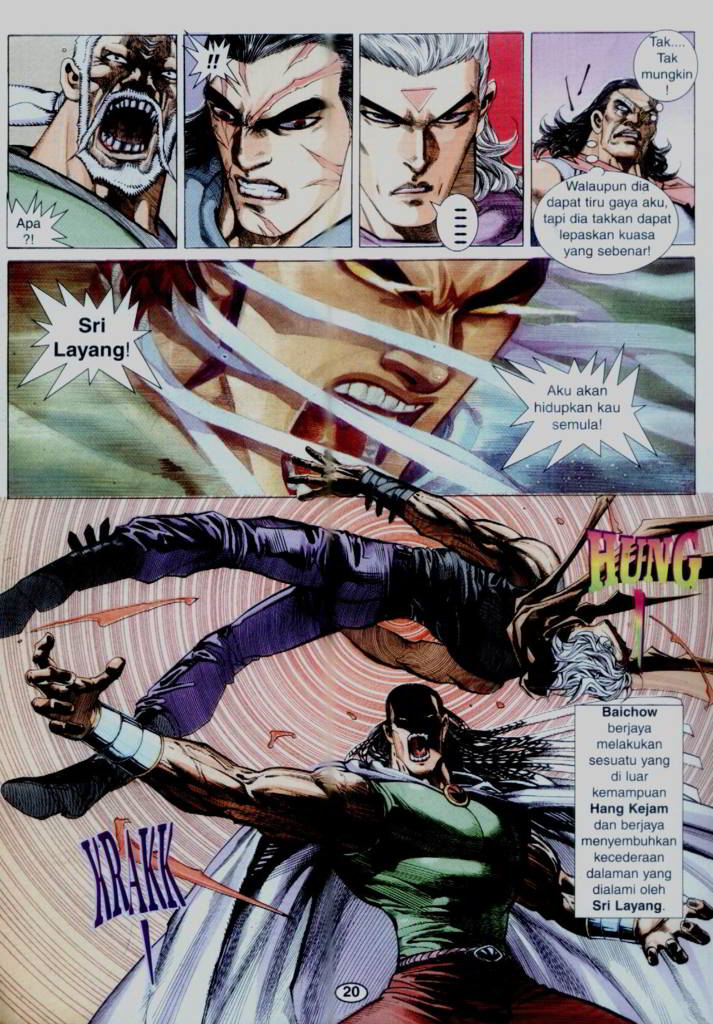 Apa
?!
!!
Tak....
Tak
mungkin
!
Walaupun dia
dapat tiru gaya aku,
tapi dia takkan dapat
lepaskan kuasa
yang sebenar!
Sri
Layang!
Aku akan
hidupkan kau
semula!
HEUNG
!
Baichow
berjaya
melakukan
sesuatu yang
di luar
kemampuan
Hang Kejam
dan berjaya
menyembuhkan
kecederaan
dalaman yang
dialami oleh
Sri Layang.
KRAKK
!
20